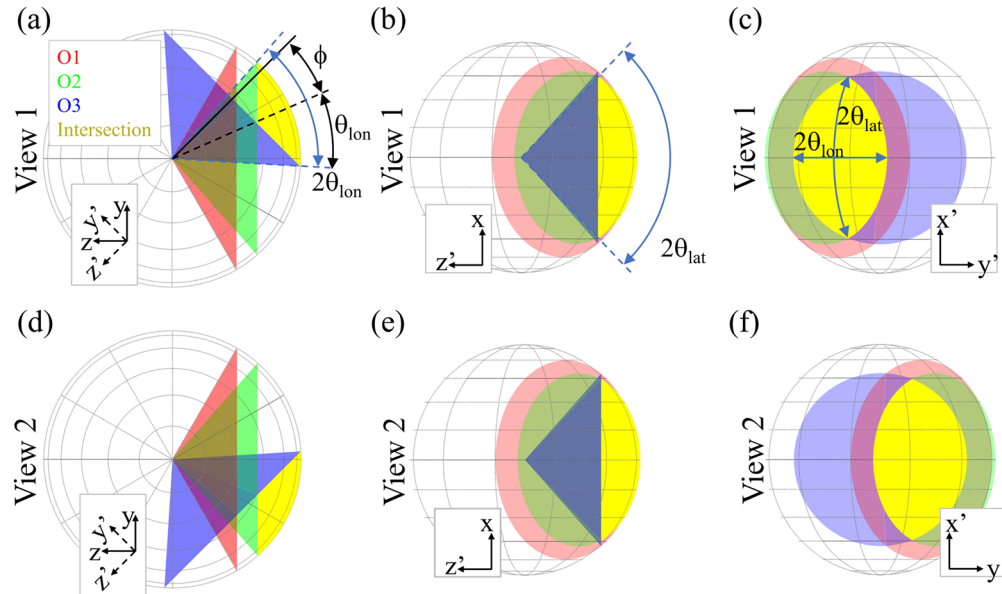 (a)
O1
O2
O3
Intersection
ϕ
θlon
2θlon
View 1
y
y'
z
z'
(b)
2θlat
x
z'
(c)
2θlat
2θlon
View 1
x'
y'
(d)
View 2
y
y'
z
z'
(e)
View 2
x
z'
(f)
View 2
x'
y
View 1